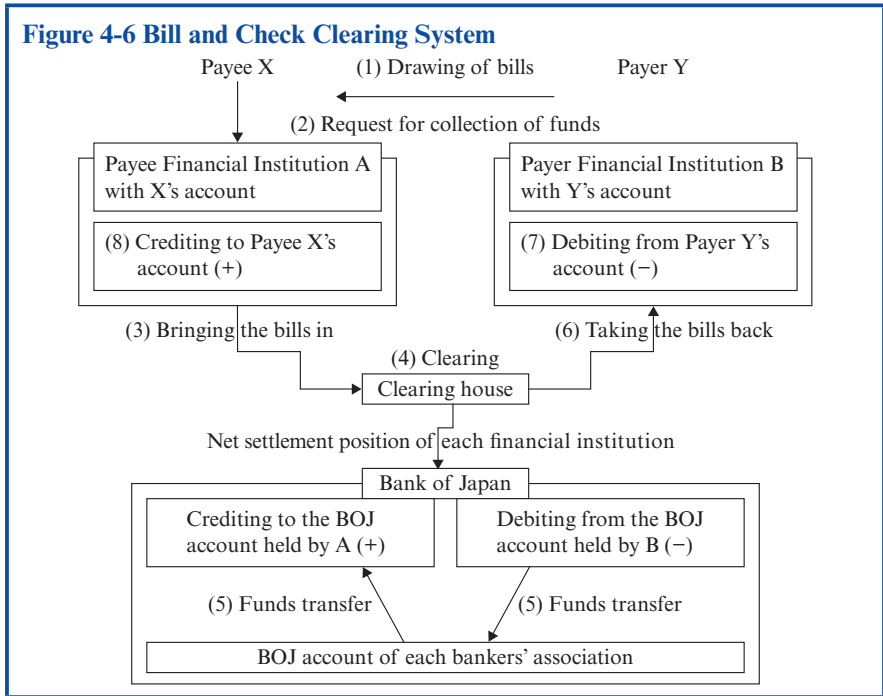 Figure 4-6 Bill and Check Clearing System
Payee X
(1) Drawing of bills
Payer Y
(2) Request for collection of funds
Payee Financial Institution A
with X’s account
Payer Financial Institution B
with Y’s account
(8) Crediting to Payee X’s
account (+)
(7) Debiting from Payer Y’s
account (−)
(3) Bringing the bills in
(6) Taking the bills back
(4) Clearing
Clearing house
Net settlement position of each financial institution
Bank of Japan
Crediting to the BOJ
account held by A (+)
Debiting from the BOJ
account held by B (−)
(5) Funds transfer
(5) Funds transfer
BOJ account of each bankers’ association